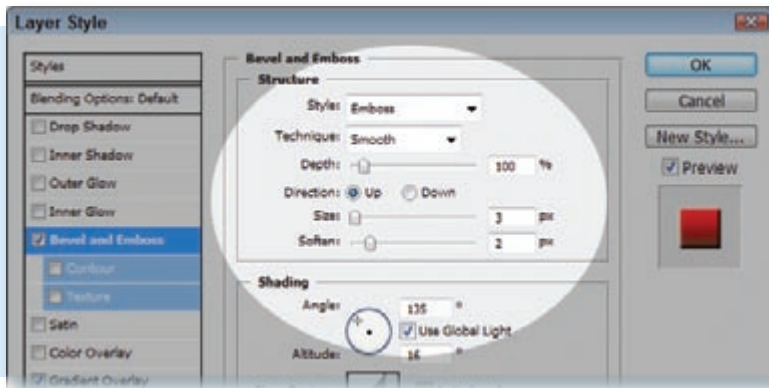 Layer Style
Styles
Blending Options: Default
Drop Shadow
Inner Shadow
Outer Glow
Inner Glow
Bevel and Emboss
Contour
Texture
Satin
Color Overlay
Gradient Overlay
Bevel and Emboss
Structure
Style: Emboss
Technique: Smooth
Depth: 100 %
Direction: Up Down
Size: 3 px
Soften: 2 px
Shading
Angle: 135 °
Use Global Light
Altitude: 16 °
OK
Cancel
New Style...
Preview